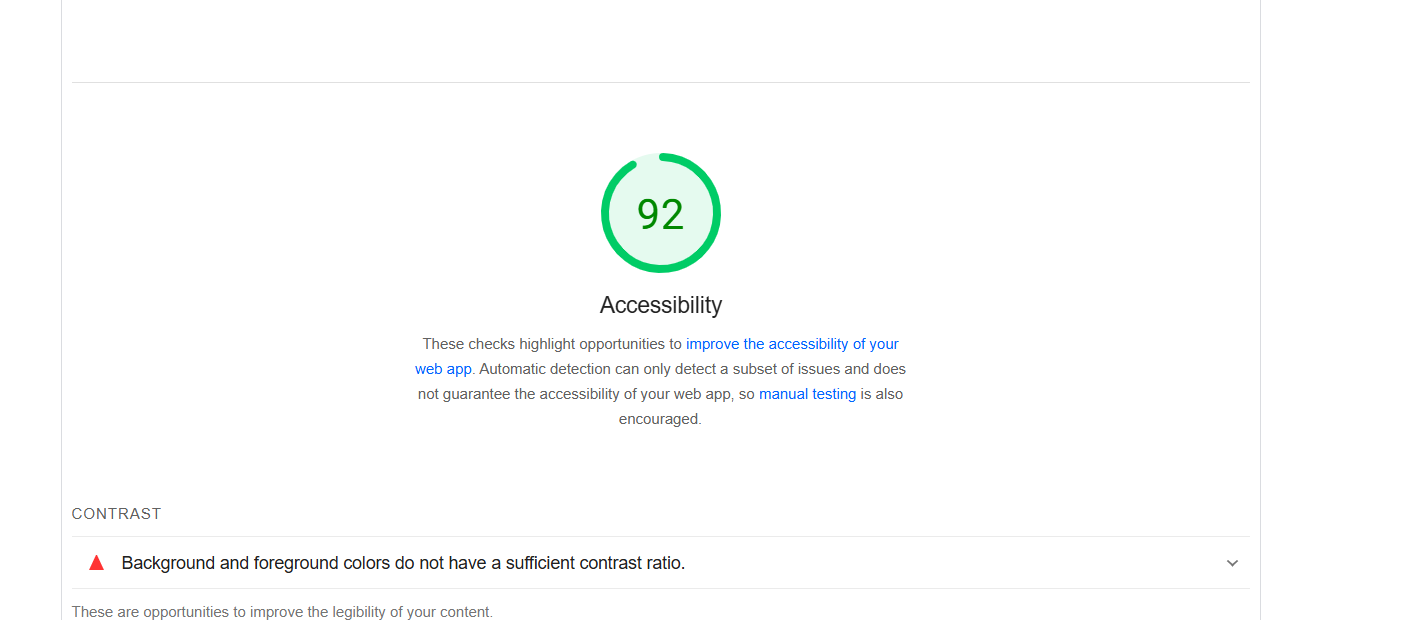 92
Accessibility
These checks highlight opportunities to improve the accessibility of your
web app. Automatic detection can only detect a subset of issues and does
not guarantee the accessibility of your web app, so manual testing is also
encouraged.
CONTRAST
Background and foreground colors do not have a sufficient contrast ratio.
These are opportunities to improve the legibility of your content.